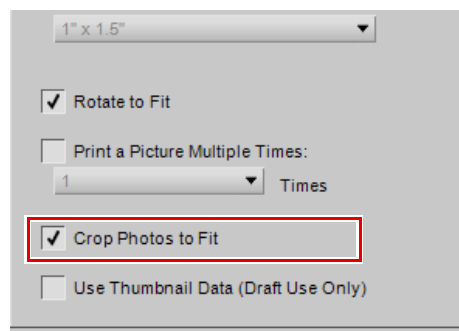 1" x 1.5"
Rotate to Fit
Print a Picture Multiple Times:
1 Times
Crop Photos to Fit
Use Thumbnail Data (Draft Use Only)